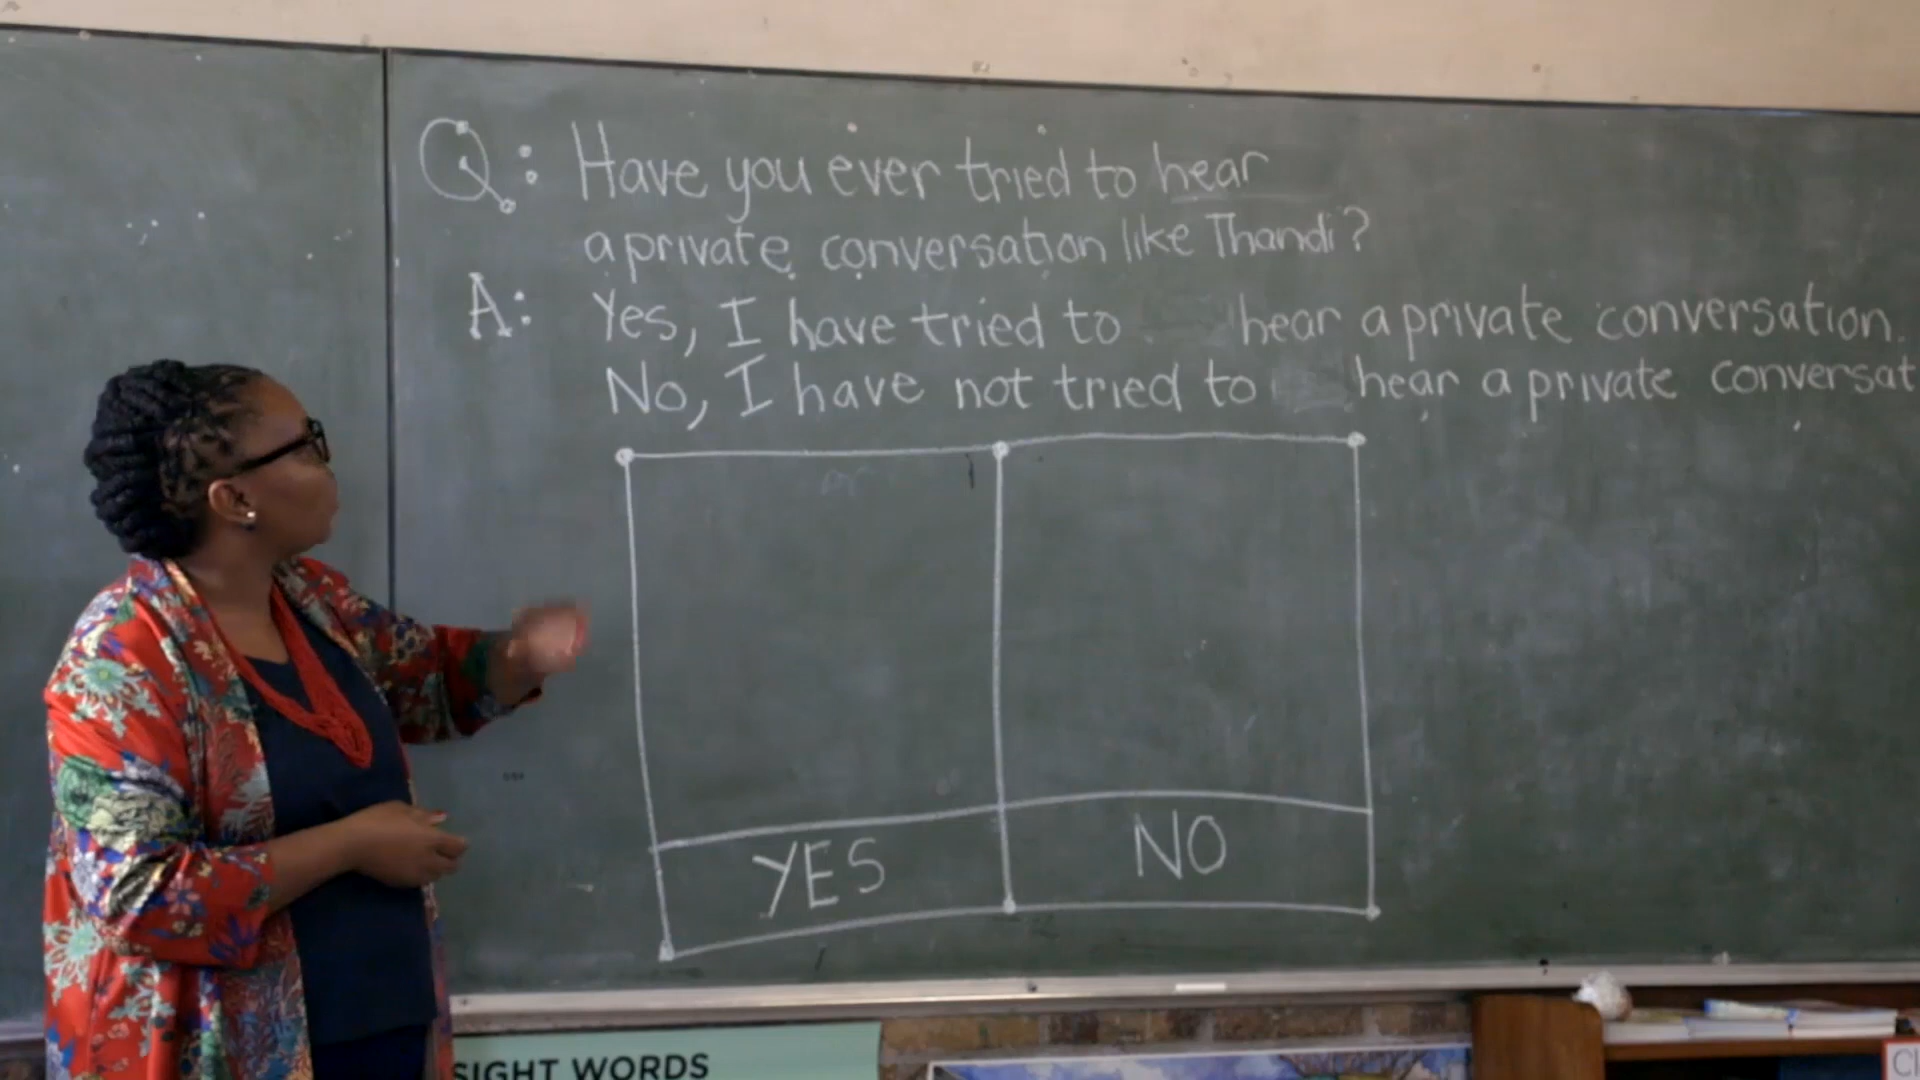 Q: Have you ever tried to hear
a private conversation like Thandi?
A: Yes, I have tried to hear a private conversation.
No, I have not tried to hear a private conversat
YES NO
SIGHT WORDS